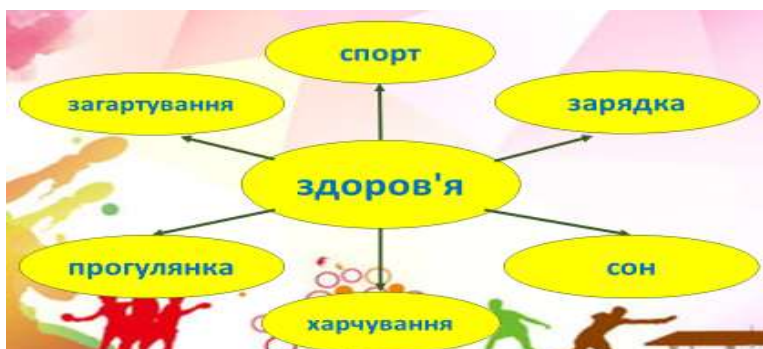 спорт
загартування
зарядка
здоров'я
прогулянка
сон
харчування